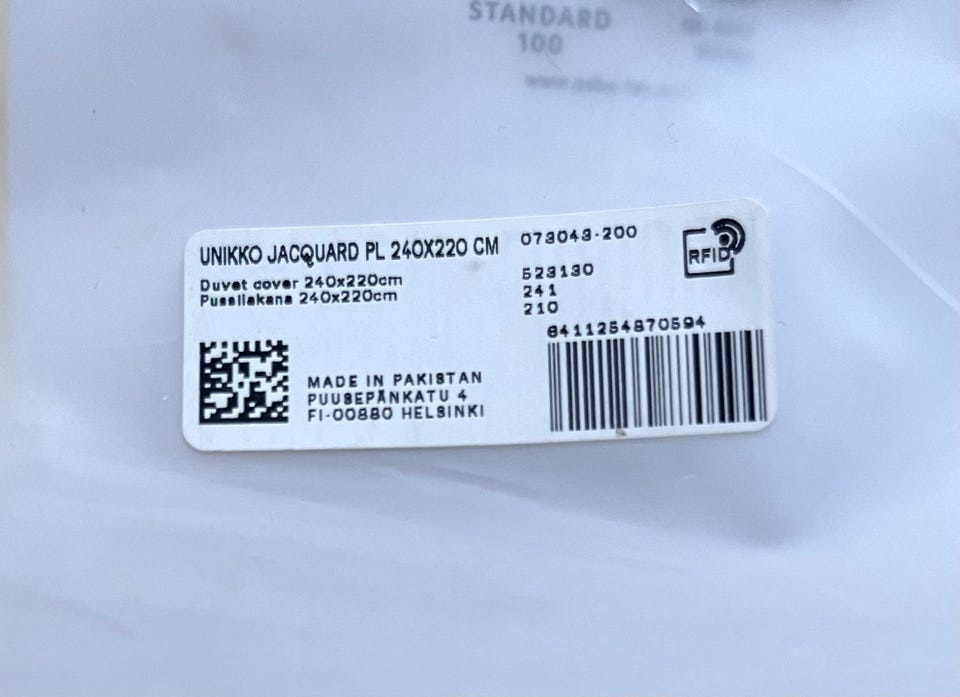 STANDARD
100
UNIKKO JACQUARD PL 240X220 CM
Duvet cover 240x220cm
Pussilakana 240x220cm
073043-200
523130
241
210
RFID
6411254870594
MADE IN PAKISTAN
PUUSEPÄNKATU 4
FI-00880 HELSINKI